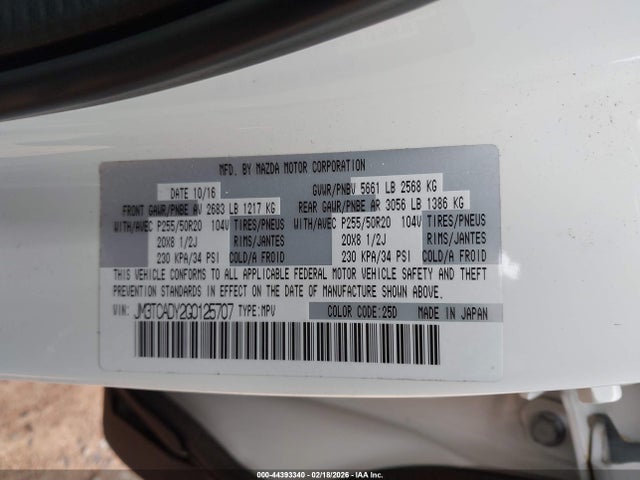 MFD. BY MAZDA MOTOR CORPORATION
DATE 10/16 GVWR/PNBV 5661 LB 2568 KG
FRONT GAWR/PNBE AV 2683 LB 1217 KG REAR GAWR/PNBE AR 3056 LB 1386 KG
WITH/AVEC P255/50R20 104V TIRES/PNEUS WITH/AVEC P255/50R20 104V TIRES/PNEUS
20X8 1/2J RIMS/JANTES 20X8 1/2J RIMS/JANTES
230 KPA/34 PSI COLD/A FROID 230 KPA/34 PSI COLD/A FROID
THIS VEHICLE CONFORMS TO ALL APPLICABLE FEDERAL MOTOR VEHICLE SAFETY AND THEFT
PREVENTION STANDARDS IN EFFECT ON THE DATE OF MANUFACTURE SHOWN ABOVE.
VIN: JM3TCADY2G0125707 TYPE:MPV COLOR CODE:25D MADE IN JAPAN
000-44393340 - 02/18/2026 - IAA Inc.